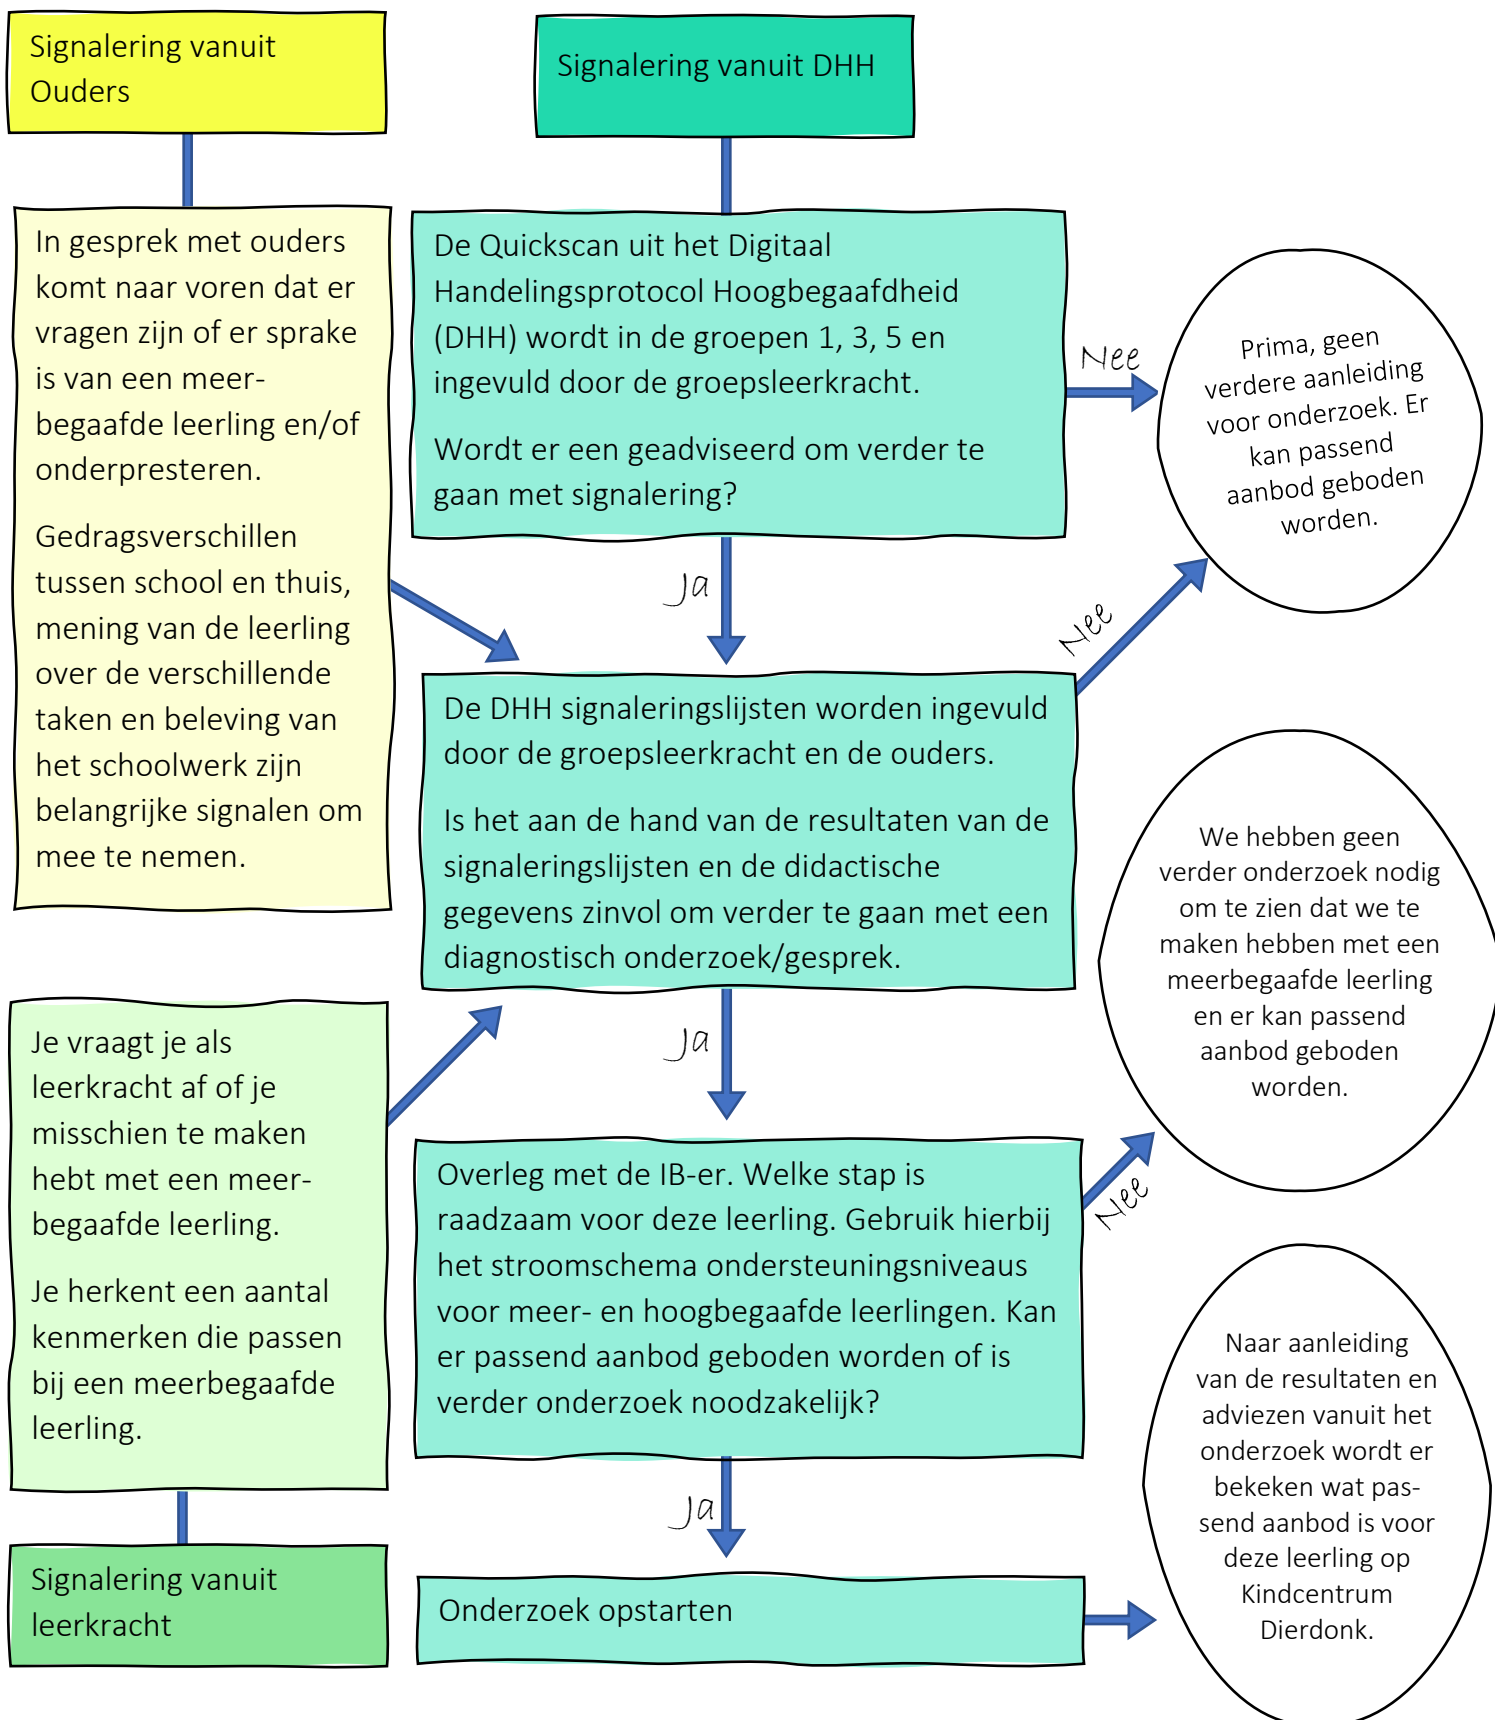 Signalering vanuit
Ouders
Signalering vanuit DHH
In gesprek met ouders
komt naar voren dat er
vragen zijn of er sprake
is van een meer-
begaafde leerling en/of
onderpresteren.
Gedragsverschillen
tussen school en thuis,
mening van de leerling
over de verschillende
taken en beleving van
het schoolwerk zijn
belangrijke signalen om
mee te nemen.
De Quickscan uit het Digitaal
Handelingsprotocol Hoogbegaafdheid
(DHH) wordt in de groepen 1, 3, 5 en
ingevuld door de groepsleerkracht.
Wordt er een geadviseerd om verder te
gaan met signalering?
Nee
Prima, geen
verdere aanleiding
voor onderzoek. Er
kan passend
aanbod geboden
worden.
Ja
Nee
De DHH signaleringslijsten worden ingevuld
door de groepsleerkracht en de ouders.
Is het aan de hand van de resultaten van de
signaleringslijsten en de didactische
gegevens zinvol om verder te gaan met een
diagnostisch onderzoek/gesprek.
We hebben geen
verder onderzoek nodig
om te zien dat we te
maken hebben met een
meerbegaafde leerling
en er kan passend
aanbod geboden
worden.
Je vraagt je als
leerkracht af of je
misschien te maken
hebt met een meer-
begaafde leerling.
Je herkent een aantal
kenmerken die passen
bij een meerbegaafde
leerling.
Ja
Overleg met de IB-er. Welke stap is
raadzaam voor deze leerling. Gebruik hierbij
het stroomschema ondersteuningsniveaus
voor meer- en hoogbegaafde leerlingen. Kan
er passend aanbod geboden worden of is
verder onderzoek noodzakelijk?
Nee
Naar aanleiding
van de resultaten en
adviezen vanuit het
onderzoek wordt er
bekeken wat pas-
send aanbod is voor
deze leerling op
Kindcentrum
Dierdonk.
Ja
Signalering vanuit
leerkracht
Onderzoek opstarten